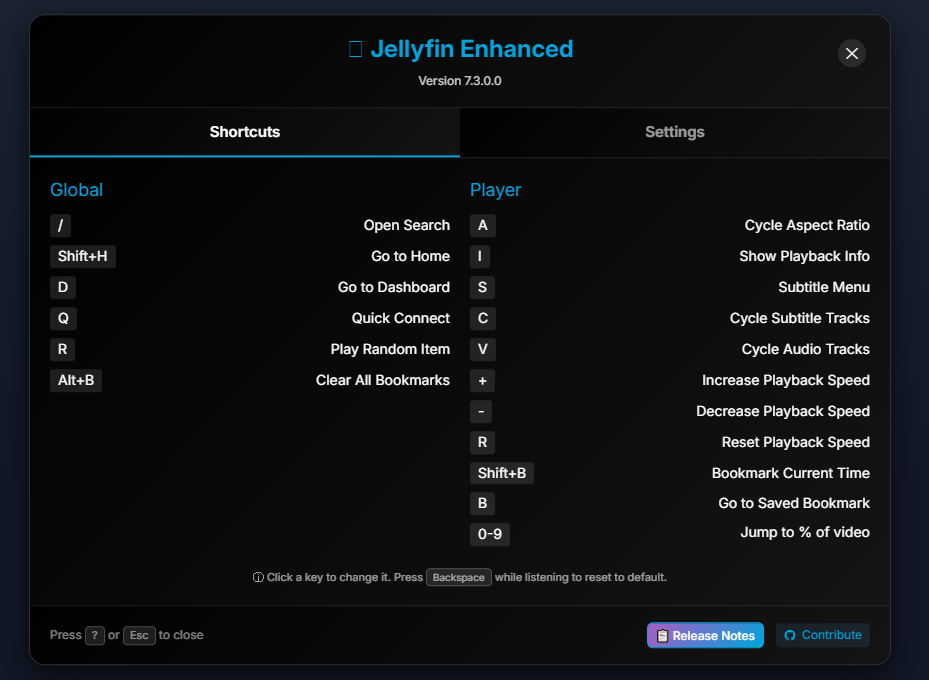 Jellyfin Enhanced
Version 7.3.0.0
Shortcuts
Settings
Global
/ Open Search
Shift+H Go to Home
D Go to Dashboard
Q Quick Connect
R Play Random Item
Alt+B Clear All Bookmarks
Player
A Cycle Aspect Ratio
I Show Playback Info
S Subtitle Menu
C Cycle Subtitle Tracks
V Cycle Audio Tracks
+ Increase Playback Speed
- Decrease Playback Speed
R Reset Playback Speed
Shift+B Bookmark Current Time
B Go to Saved Bookmark
0-9 Jump to % of video
ⓘ Click a key to change it. Press Backspace while listening to reset to default.
Press ? or Esc to close
📋 Release Notes
Contribute